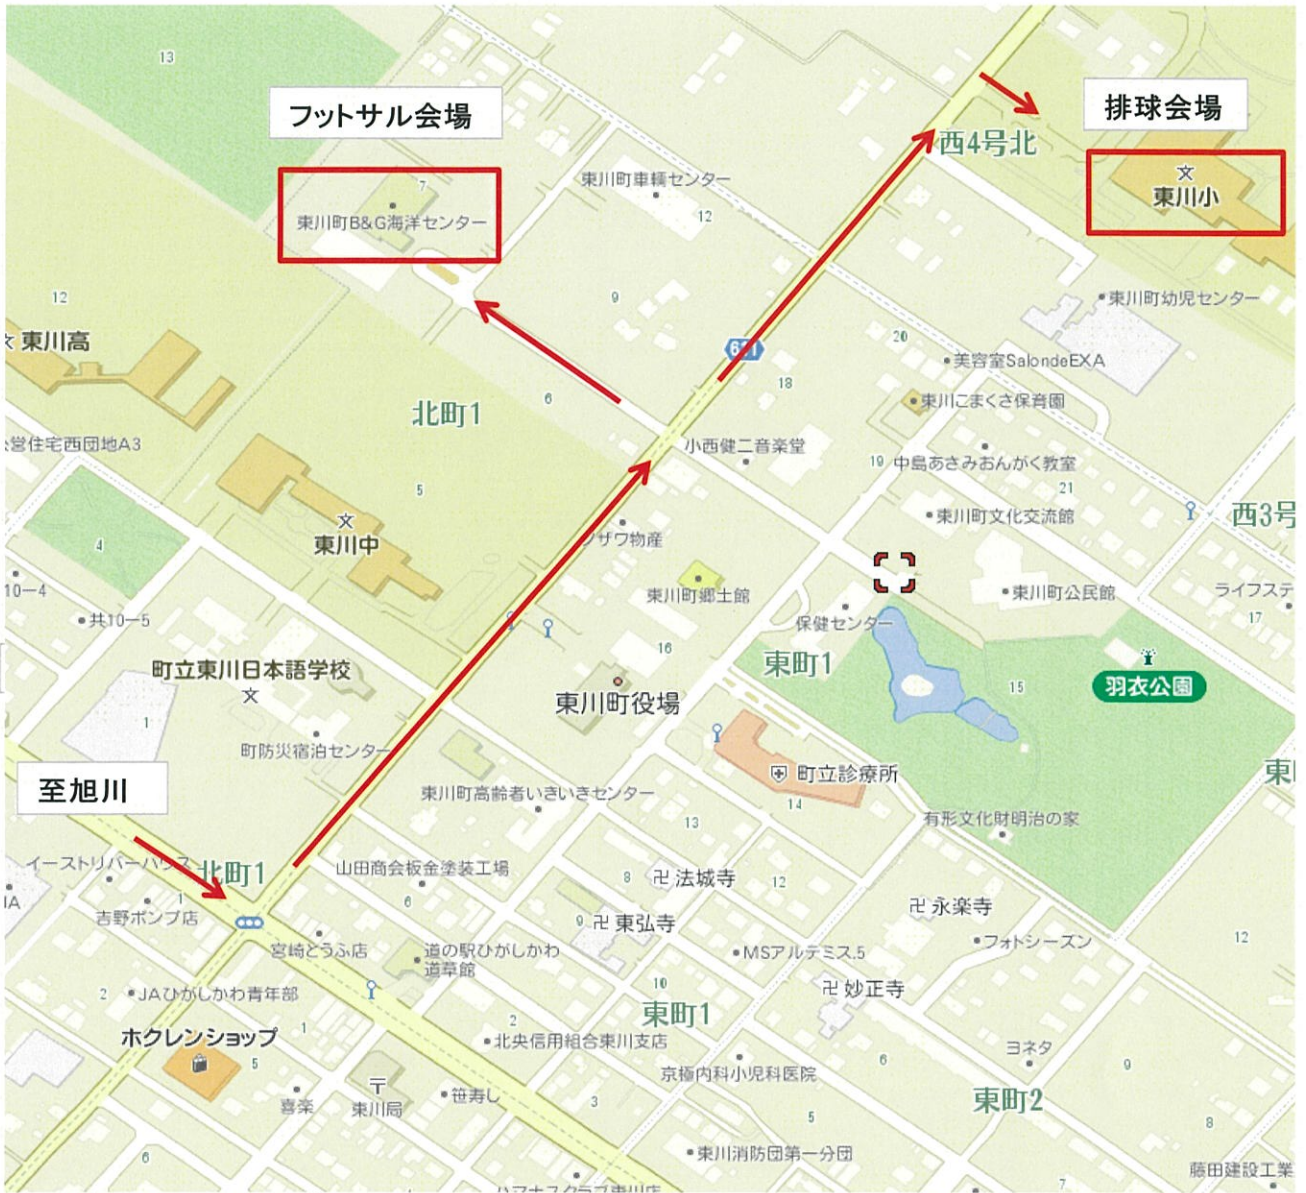 13
フットサル会場
排球会場
西4号北
7
東川町車輌センター
東川小
東川町B&G海洋センター
12
12
9
東川町幼児センター
東川高
20
美容室SalondeEXA
18
6
北町1
東川こまくさ保育園
営住宅西団地A3
小西健二音楽堂
19
中島あさみおんがく教室
5
21
東川町文化交流館
西3号
東川中
ザワ物産
4
10-4
東川町郷土館
東川町公民館
ライフステ
共10-5
保健センター
17
16
東町1
町立東川日本語学校
羽衣公園
15
東川町役場
1
町防災宿泊センター
町立診療所
東
至旭川
東川町高齢者いきいきセンター
14
13
有形文化財明治の家
イーストリバーハウス
北町1
山田商会板金塗装工場
8
卍法城寺
12
JA
1
吉野ポンプ店
6
9
卍東弘寺
卍永楽寺
12
宮崎とうふ店
道の駅ひがしかわ
道草館
MSアルテミス.5
フォトシーズン
2
JAひがしかわ青年部
10
卍妙正寺
東町1
ホクレンショップ
1
2
北央信用組合東川支店
5
ヨネタ
6
9
京極内科小児科医院
〒
喜楽
東川局
笹寿し
3
東町2
5
8
6
東川消防団第一分団
藤田建設工業
7
ハマナスクラブ東川店